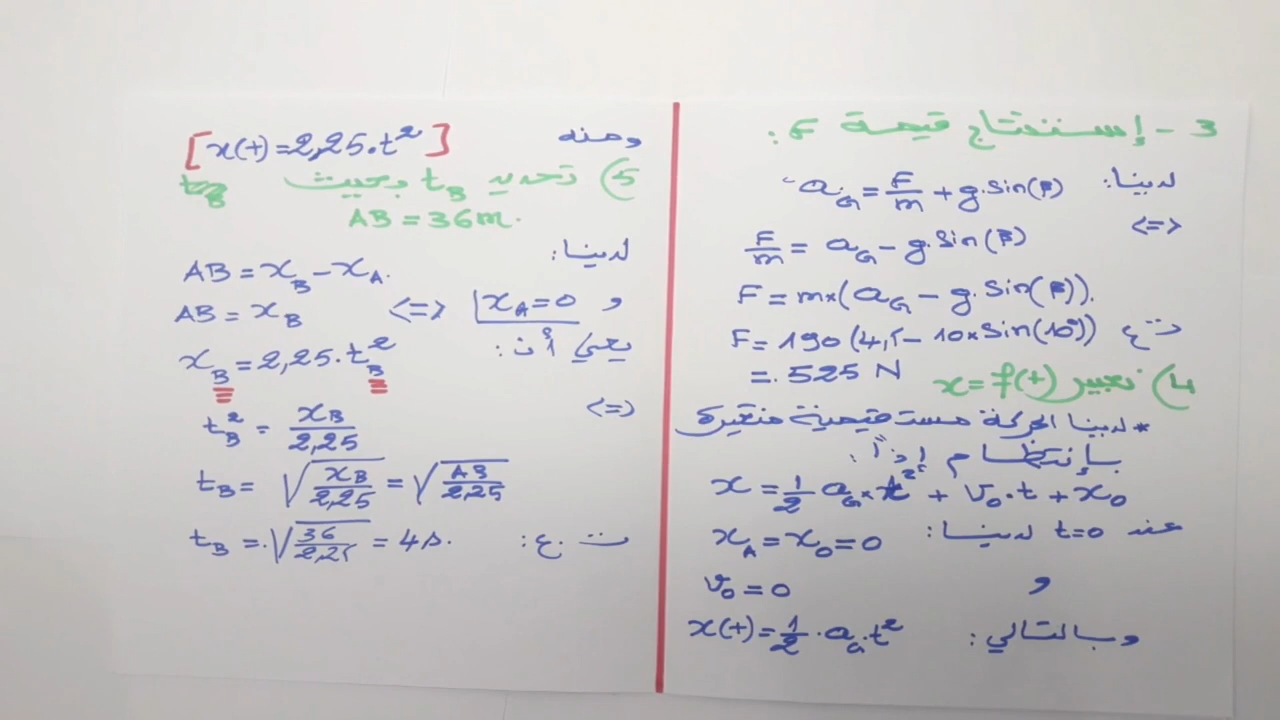 3 - إستنتاج قيمة F :
لدينا: a_G = F/m + g.sin(β)
<=>
F/m = a_G - g.sin(β)
F = m×(a_G - g.sin(β)).
ت ع F = 190 (4,5 - 10×sin(10°))
= 525 N
4) تعبير x = f(t)
* لدينا الحركة مستقيمية متغيرة
بإنتظام إذاً :
x = 1/2 a_G × t² + v₀.t + x₀
عند t=0 لدينا :
x_A = x₀ = 0
و v₀ = 0
وبالتالي : x(t) = 1/2 . a_G . t²
ومنه [x(t) = 2,25.t²]
5) تحديد t_B بحيث
AB = 36m.
لدينا :
AB = x_B - x_A.
و x_A = 0 <=> AB = x_B
يعني أن : x_B = 2,25.t_B²
<=>
t_B² = x_B/2,25
t_B = √(x_B/2,25) = √(AB/2,25)
ت.ع : t_B = √(36/2,25) = 4s.